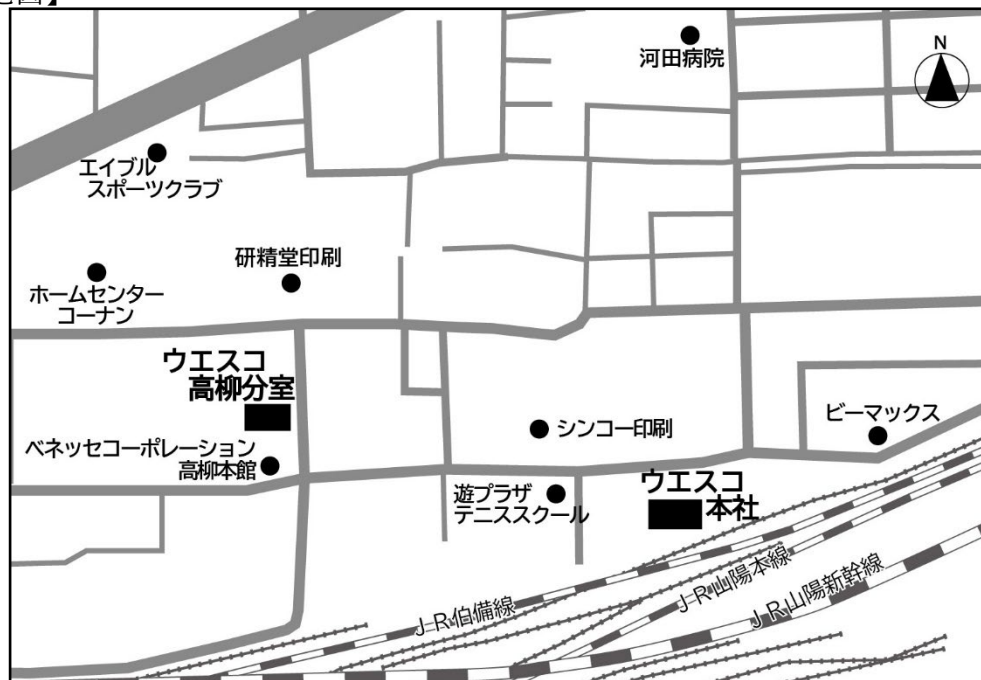 河田病院
N
エイブル
スポーツクラブ
研精堂印刷
ホームセンター
コーナン
ウエスコ
高柳分室
ベネッセコーポレーション
高柳本館
シンコー印刷
ビーマックス
遊プラザ
テニススクール
ウエスコ
本社
JR伯備線
JR山陽本線
JR山陽新幹線